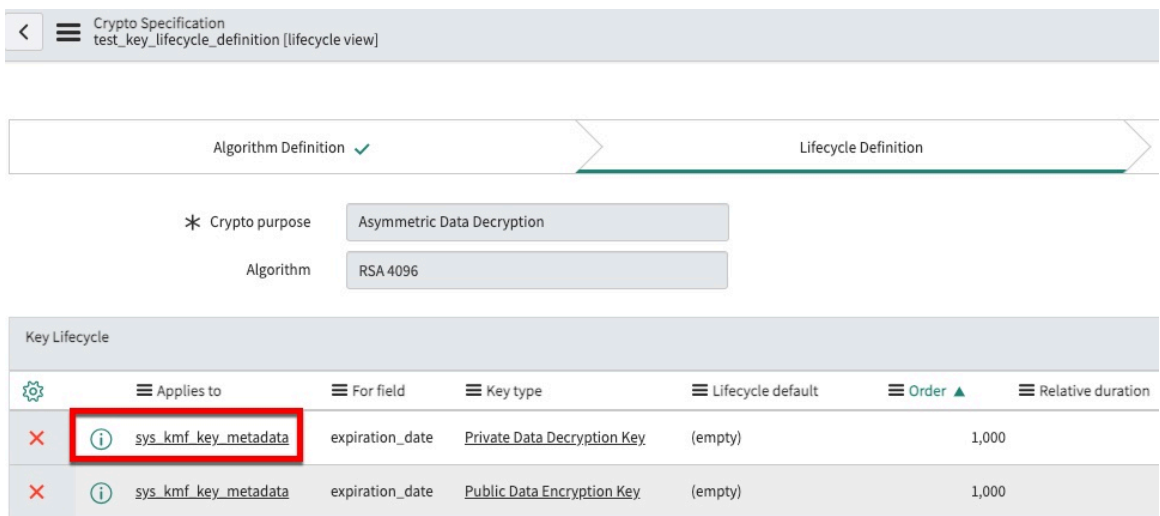 Crypto Specification
test_key_lifecycle_definition [lifecycle view]
Algorithm Definition
Lifecycle Definition
Crypto purpose
Asymmetric Data Decryption
Algorithm
RSA 4096
Key Lifecycle
Applies to For field Key type Lifecycle default Order Relative duration
sys_kmf_key_metadata expiration_date Private Data Decryption Key (empty) 1,000
sys_kmf_key_metadata expiration_date Public Data Encryption Key (empty) 1,000